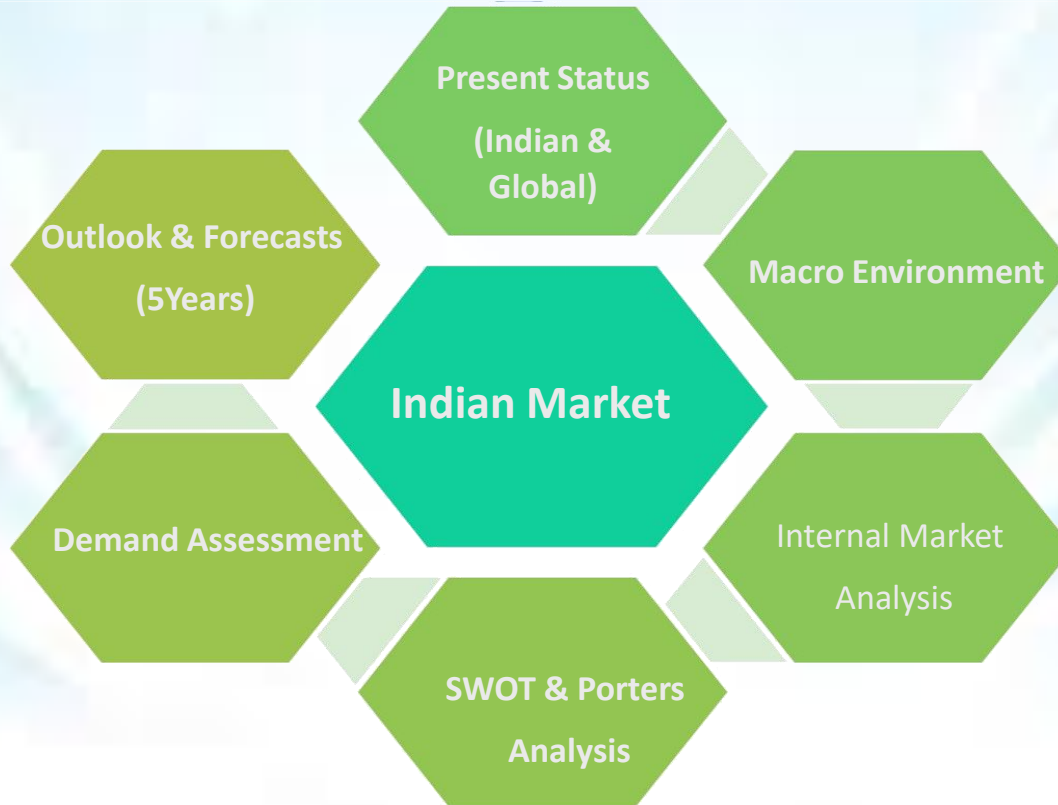 Present Status
(Indian &
Global)
Macro Environment
Internal Market
Analysis
SWOT & Porters
Analysis
Demand Assessment
Outlook & Forecasts
(5Years)
Indian Market